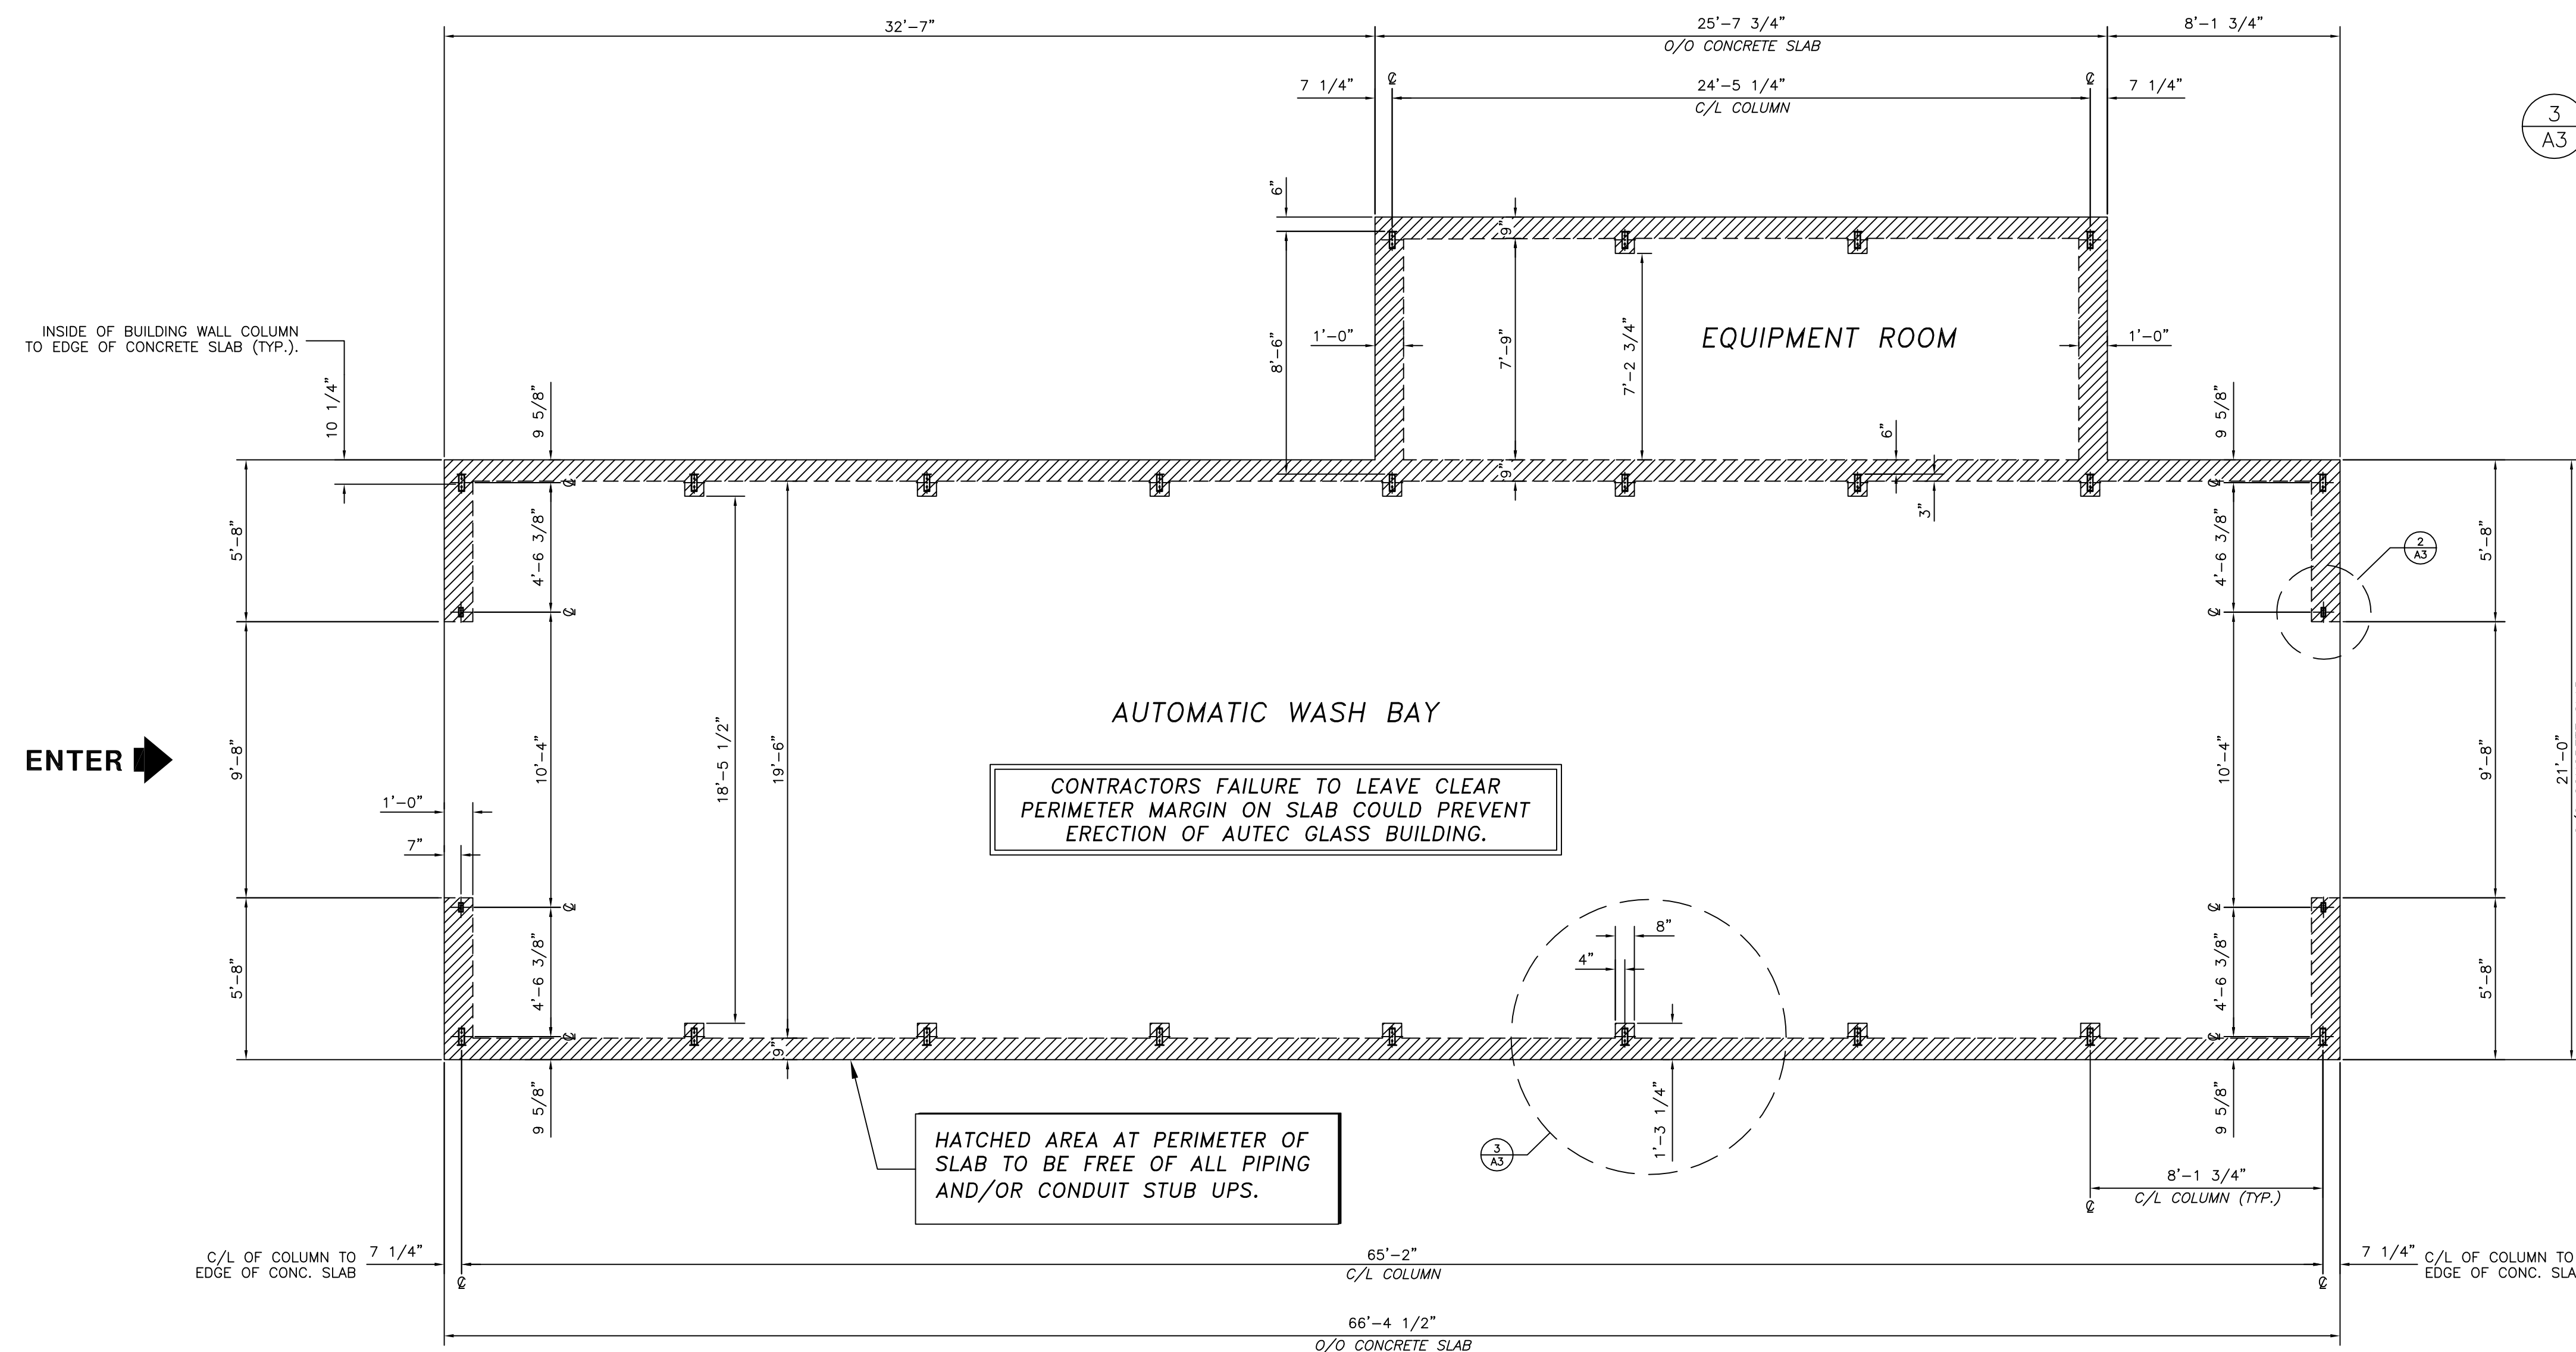 32'-7"
25'-7 3/4"
O/O CONCRETE SLAB
8'-1 3/4"
7 1/4"
℄
24'-5 1/4"
C/L COLUMN
℄
7 1/4"
3
A3
6"
9"
8'-6"
1'-0"
7'-9"
7'-2 3/4"
EQUIPMENT ROOM
1'-0"
INSIDE OF BUILDING WALL COLUMN
TO EDGE OF CONCRETE SLAB (TYP.).
10 1/4"
9 5/8"
6"
9 5/8"
9"
3"
℄
℄
5'-8"
4'-6 3/8"
4'-6 3/8"
5'-8"
2
A3
℄
℄
AUTOMATIC WASH BAY
ENTER
9'-8"
10'-4"
18'-5 1/2"
19'-6"
10'-4"
9'-8"
21'-0"
CONTRACTORS FAILURE TO LEAVE CLEAR
PERIMETER MARGIN ON SLAB COULD PREVENT
ERECTION OF AUTEC GLASS BUILDING.
1'-0"
7"
℄
℄
8"
4"
5'-8"
4'-6 3/8"
4'-6 3/8"
5'-8"
℄
℄
9"
9 5/8"
1'-3 1/4"
9 5/8"
HATCHED AREA AT PERIMETER OF
SLAB TO BE FREE OF ALL PIPING
AND/OR CONDUIT STUB UPS.
3
A3
8'-1 3/4"
C/L COLUMN (TYP.)
℄
C/L OF COLUMN TO
EDGE OF CONC. SLAB
7 1/4"
℄
65'-2"
C/L COLUMN
℄
7 1/4"
C/L OF COLUMN TO
EDGE OF CONC. SLA
66'-4 1/2"
O/O CONCRETE SLAB